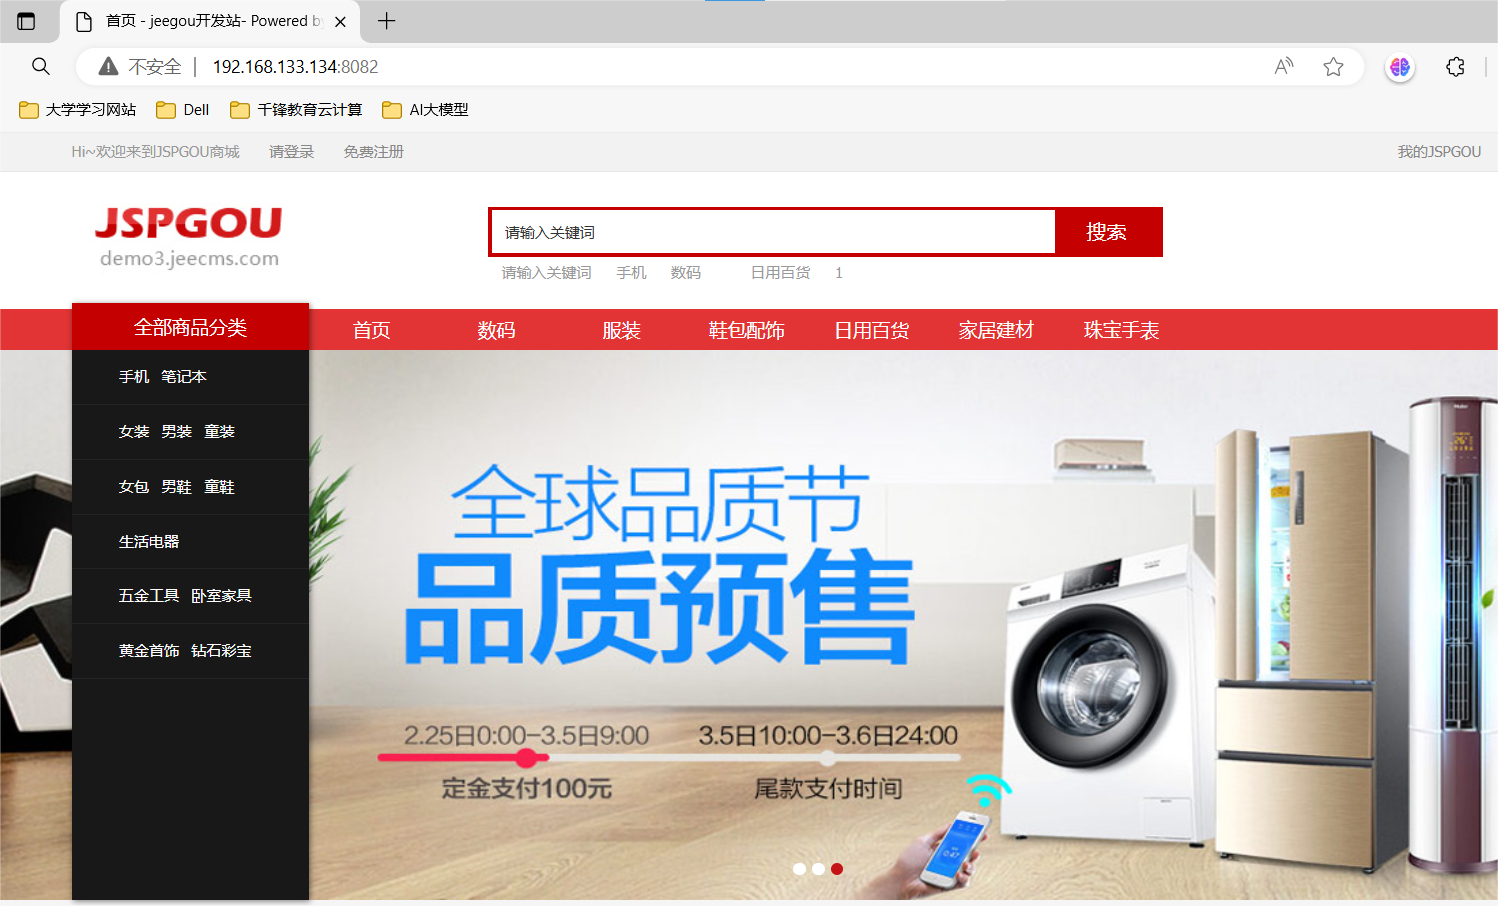 首页 - jeegou开发站- Powered by
不安全 192.168.133.134:8082
大学学习网站 Dell 千锋教育云计算 AI大模型
Hi~欢迎来到JSPGOU商城 请登录 免费注册 我的JSPGOU
JSPGOU
demo3.jeecms.com
请输入关键词 搜索
请输入关键词 手机 数码 日用百货 1
全部商品分类 首页 数码 服装 鞋包配饰 日用百货 家居建材 珠宝手表
手机 笔记本
女装 男装 童装
女包 男鞋 童鞋
生活电器
五金工具 卧室家具
黄金首饰 钻石彩宝
全球品质节
品质预售
2.25日0:00-3.5日9:00 3.5日10:00-3.6日24:00
定金支付100元 尾款支付时间
Haier